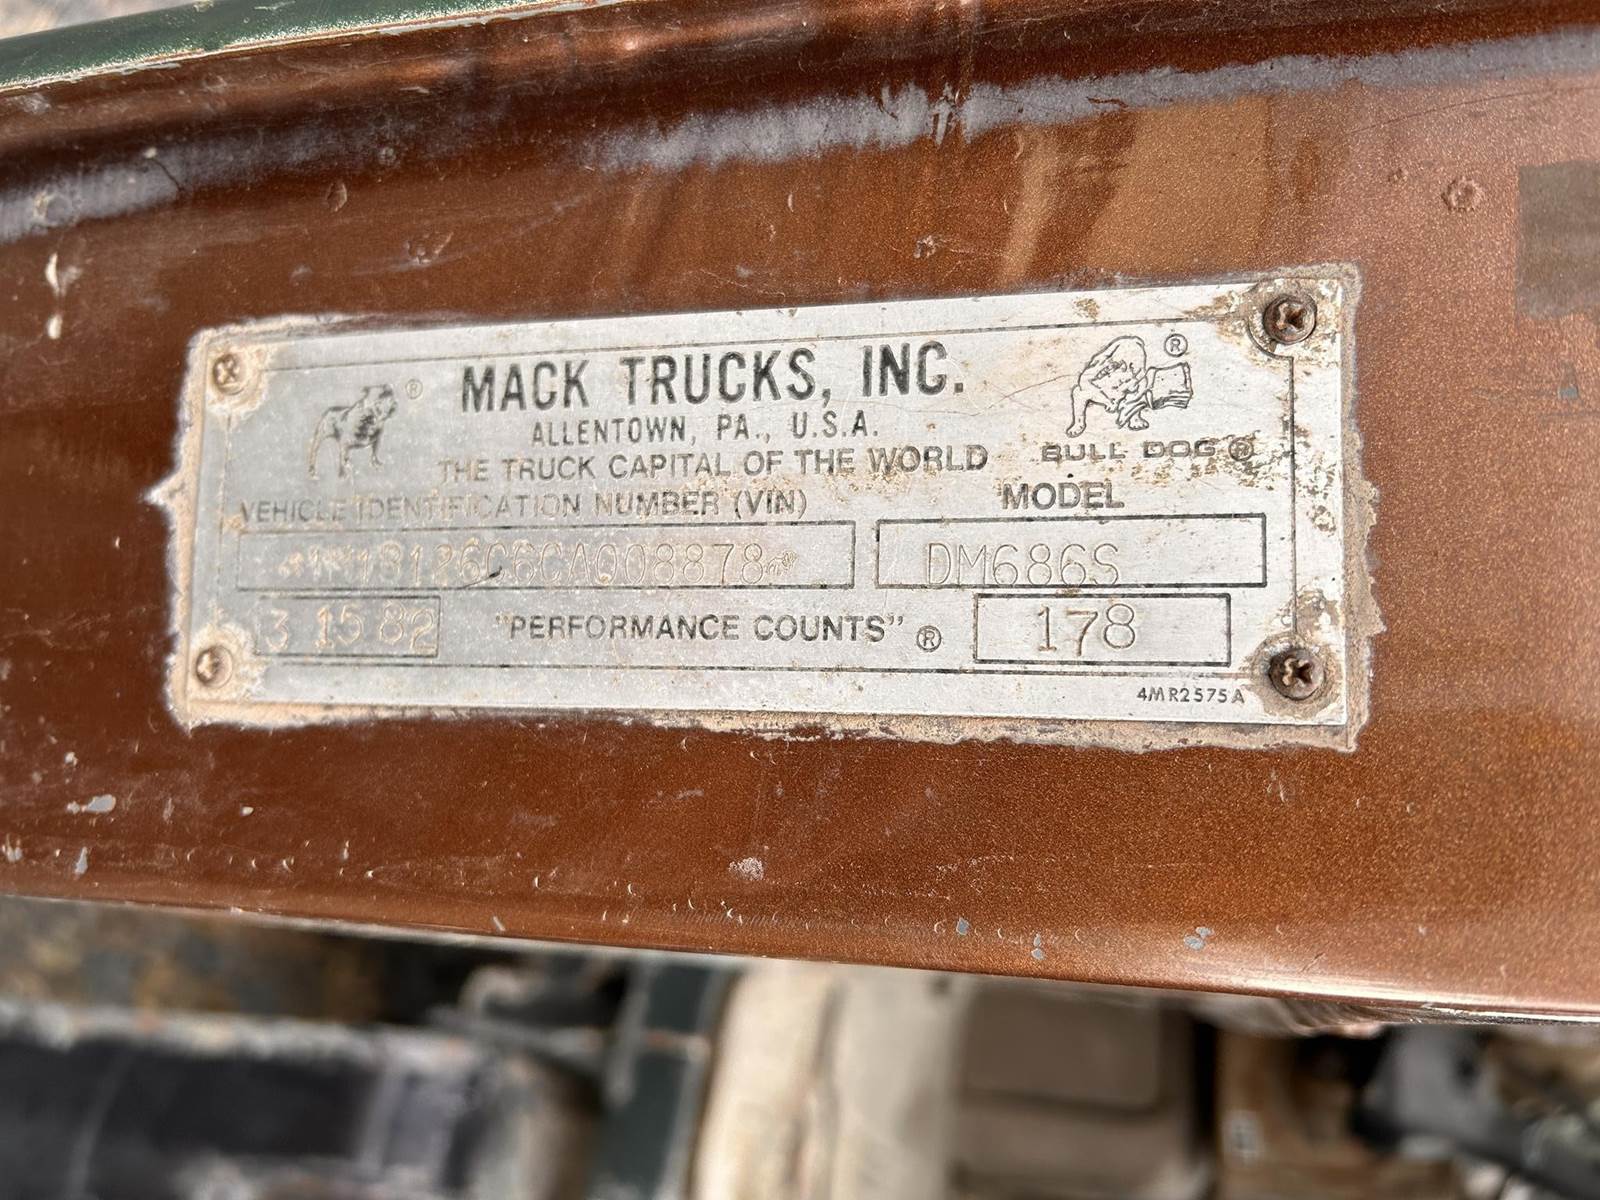 ®
MACK TRUCKS, INC.
®
ALLENTOWN, PA., U.S.A.
THE TRUCK CAPITAL OF THE WORLD
BULL DOG®
VEHICLE IDENTIFICATION NUMBER (VIN)
MODEL
DM686S
3 15 82
"PERFORMANCE COUNTS"®
178
4MR2575A